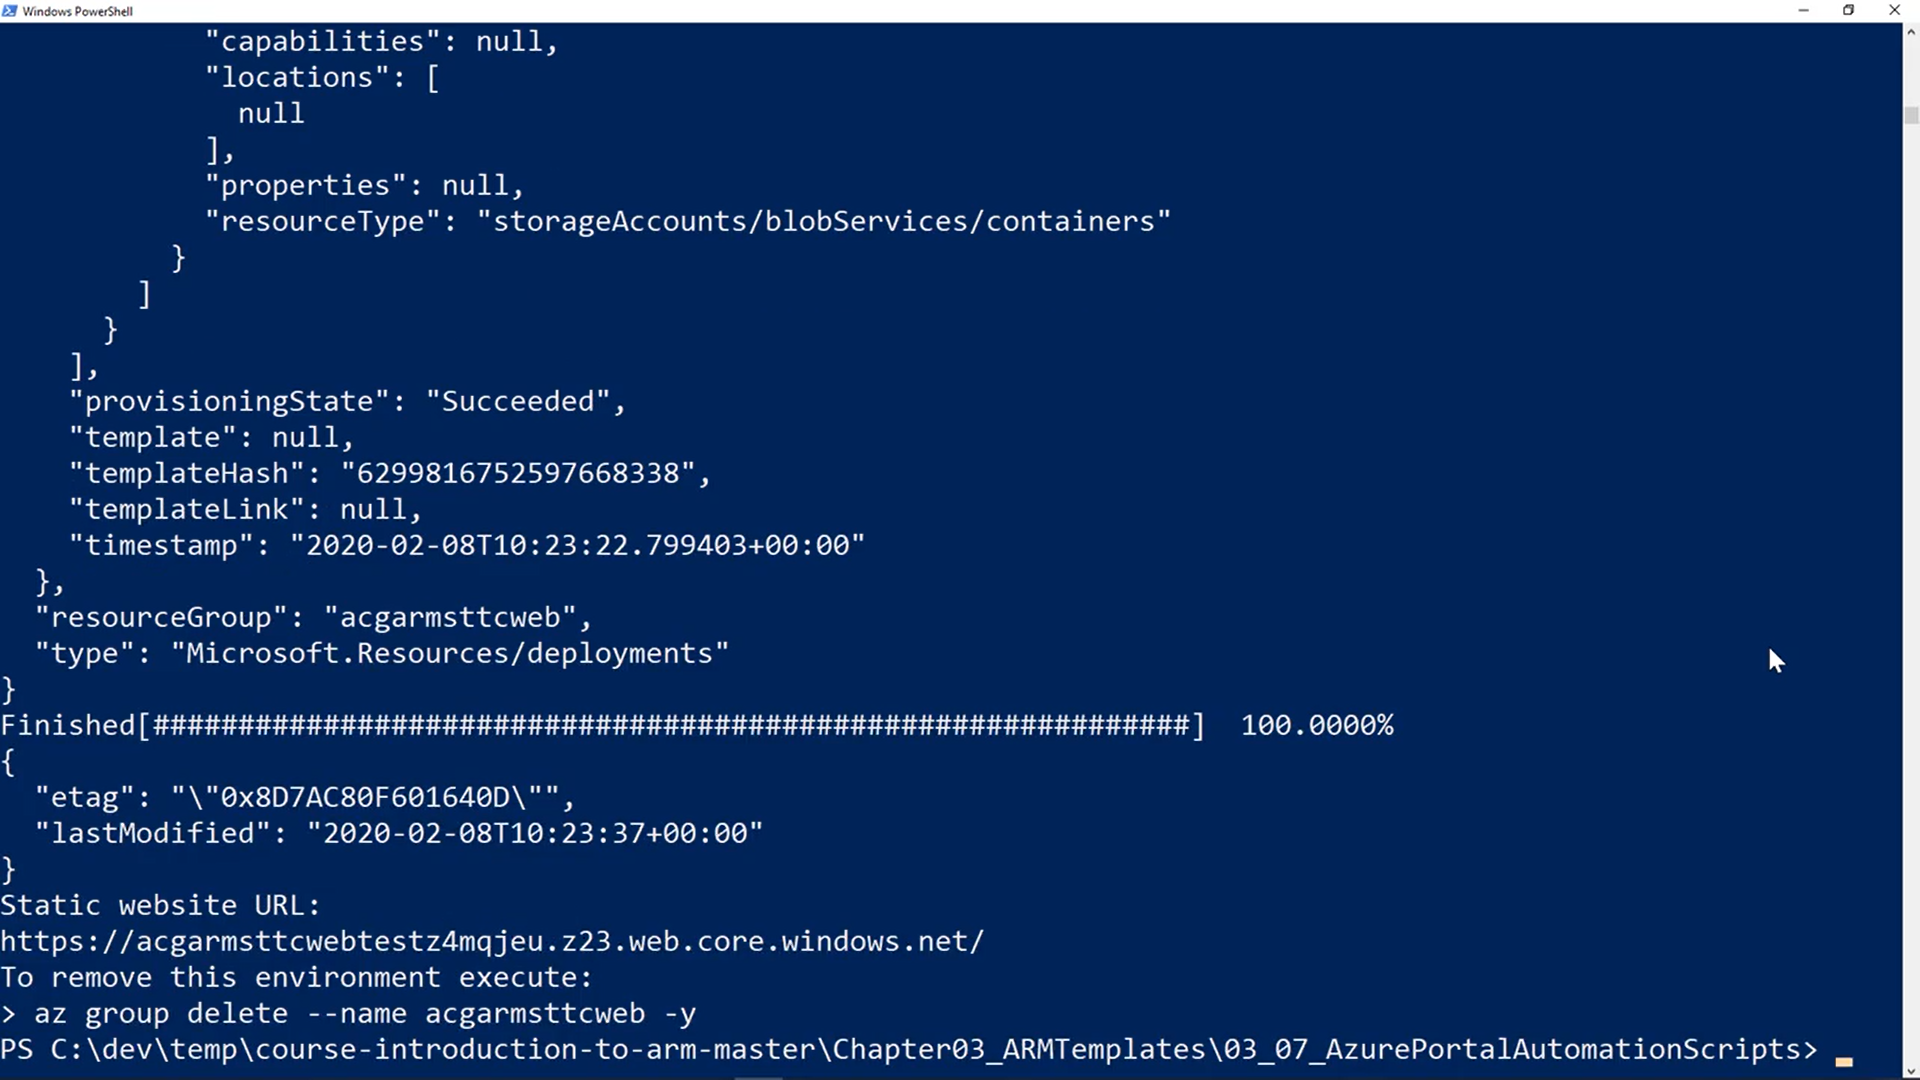 Windows PowerShell
"capabilities": null,
"locations": [
null
],
"properties": null,
"resourceType": "storageAccounts/blobServices/containers"
}
]
}
],
"provisioningState": "Succeeded",
"template": null,
"templateHash": "6299816752597668338",
"templateLink": null,
"timestamp": "2020-02-08T10:23:22.799403+00:00"
},
"resourceGroup": "acgarmsttcweb",
"type": "Microsoft.Resources/deployments"
}
Finished[#############################################################] 100.0000%
{
"etag": "\"0x8D7AC80F601640D\"",
"lastModified": "2020-02-08T10:23:37+00:00"
}
Static website URL:
https://acgarmsttcwebtestz4mqjeu.z23.web.core.windows.net/
To remove this environment execute:
> az group delete --name acgarmsttcweb -y
PS C:\dev\temp\course-introduction-to-arm-master\Chapter03_ARMTemplates\03_07_AzurePortalAutomationScripts>